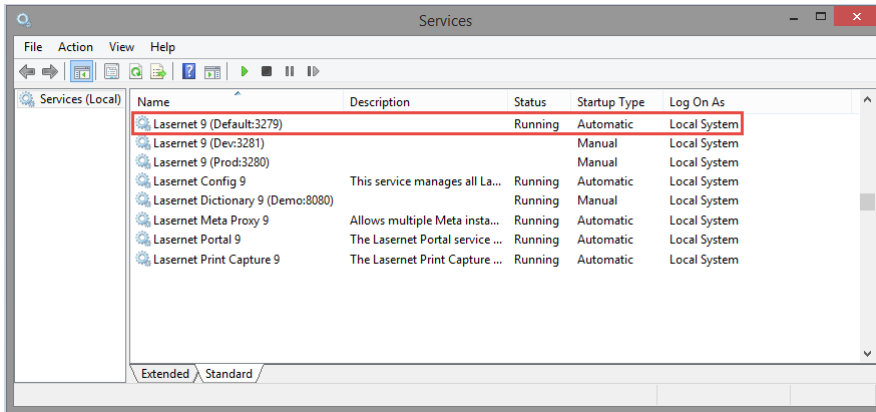 Services
File Action View Help
Services (Local)
Name Description Status Startup Type Log On As
Lasernet 9 (Default:3279) Running Automatic Local System
Lasernet 9 (Dev:3281) Manual Local System
Lasernet 9 (Prod:3280) Manual Local System
Lasernet Config 9 This service manages all La... Running Automatic Local System
Lasernet Dictionary 9 (Demo:8080) Running Manual Local System
Lasernet Meta Proxy 9 Allows multiple Meta insta... Running Automatic Local System
Lasernet Portal 9 The Lasernet Portal service ... Running Automatic Local System
Lasernet Print Capture 9 The Lasernet Print Capture ... Running Automatic Local System
Extended Standard